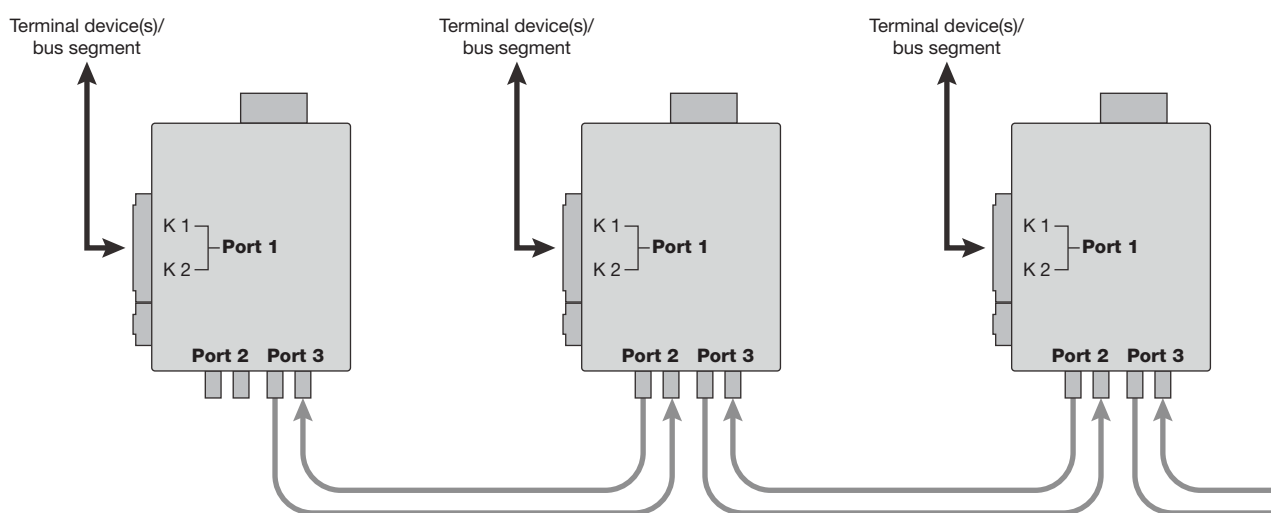 Terminal device(s)/
bus segment
Terminal device(s)/
bus segment
Terminal device(s)/
bus segment
K 1
Port 1
K 2
K 1
Port 1
K 2
K 1
Port 1
K 2
Port 2 Port 3
Port 2 Port 3
Port 2 Port 3